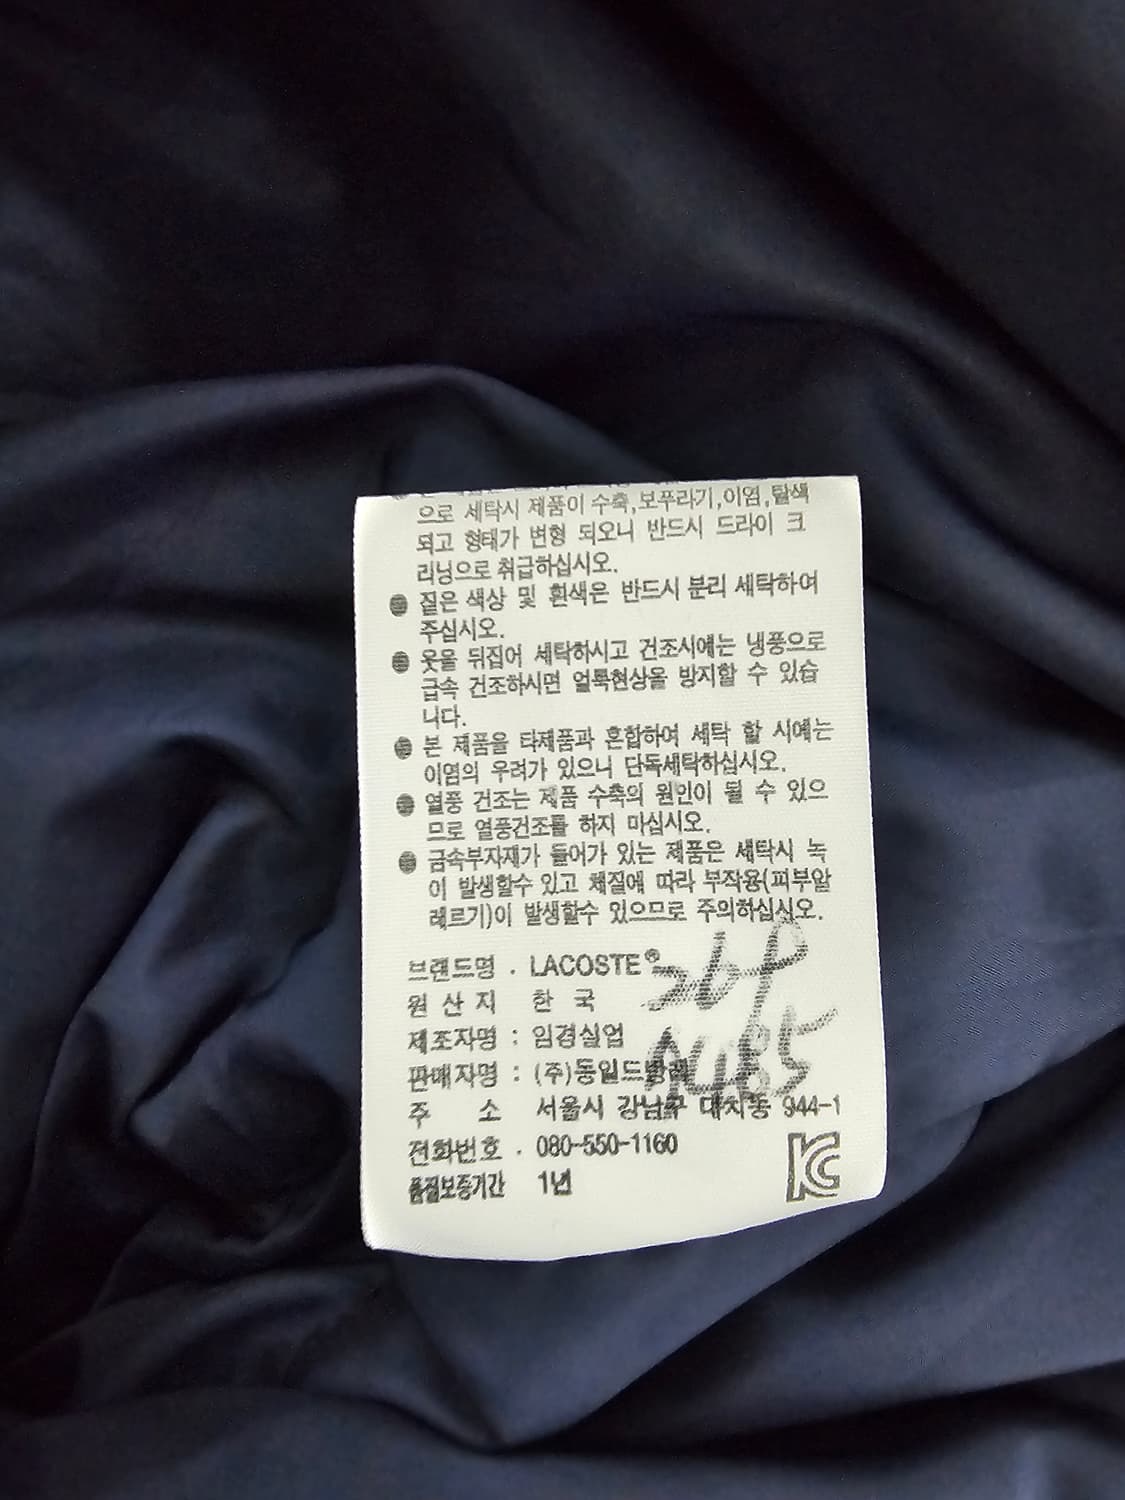 으로 세탁시 제품이 수축,보푸라기,이염,탈색
되고 형태가 변형 되오니 반드시 드라이 크
리닝으로 취급하십시오.
● 짙은 색상 및 흰색은 반드시 분리 세탁하여
주십시오.
● 옷을 뒤집어 세탁하시고 건조시에는 냉풍으로
급속 건조하시면 얼룩현상을 방지할 수 있습
니다.
● 본 제품을 타제품과 혼합하여 세탁 할 시에는
이염의 우려가 있으니 단독세탁하십시오.
● 열풍 건조는 제품 수축의 원인이 될 수 있으
므로 열풍건조를 하지 마십시오.
● 금속부자재가 들어가 있는 제품은 세탁시 녹
이 발생할수 있고 체질에 따라 부작용(피부알
레르기)이 발생할수 있으므로 주의하십시오.
브랜드명 . LACOSTE®
원 산 지 한 국
제조자명 : 임경실업
판매자명 : (주)동일드방레
주 소 서울시 강남구 대치동 944-1
전화번호 . 080-550-1160
품질보증기간 1년
KC